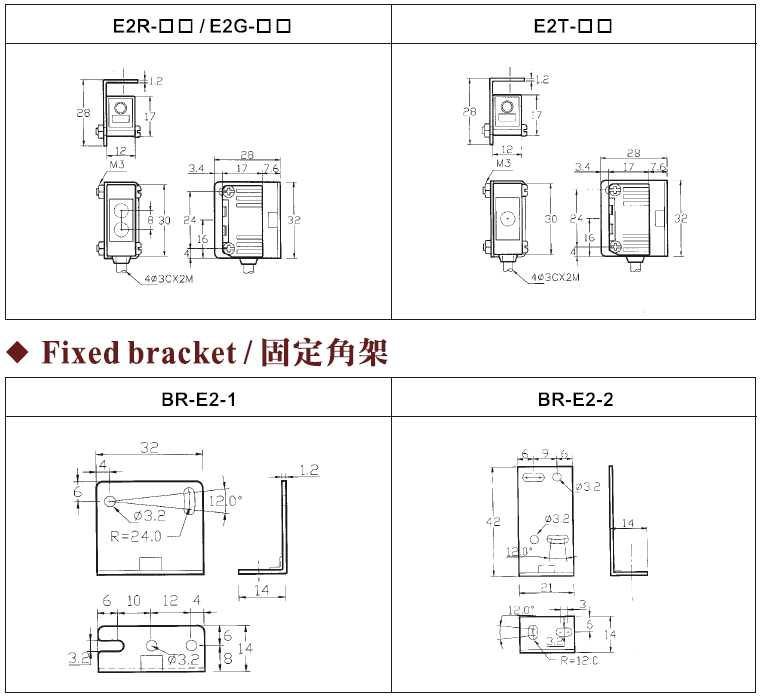 E2R-□□ / E2G-□□
E2T-□□
1.2
28
17
12
M3
28
3.4 17 7.6
8
30
24
16
4
32
4Ø3CX2M
1.2
28
17
12
M3
28
3.4 17 7.6
30
24
16
4
32
4Ø3CX2M
◆ Fixed bracket / 固定角架
BR-E2-1
BR-E2-2
32
4
6
12.0°
Ø3.2
R=24.0
1.2
14
6 10 12 4
3.2
Ø3.2
6
8
14
6 9 6
Ø3.2
42
Ø3.2
12.0°
21
14
12.0°
3
6
14
3.2
R=12.0